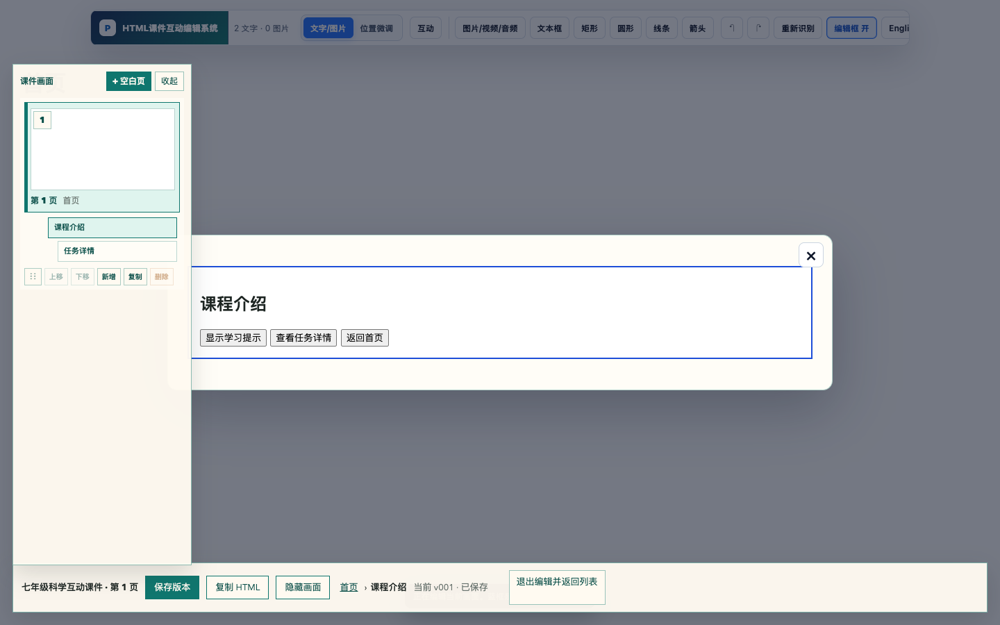 P HTML课件互动编辑系统 2 文字 · 0 图片 文字/图片 位置微调 互动 图片/视频/音频 文本框 矩形 圆形 线条 箭头 重新识别 编辑框 开 Engli
课件画面 + 空白页 收起
1
第 1 页 首页
课程介绍
任务详情
上移 下移 新增 复制 删除
×
课程介绍
显示学习提示 查看任务详情 返回首页
七年级科学互动课件 · 第 1 页 保存版本 复制 HTML 隐藏画面 首页 › 课程介绍 当前 v001 · 已保存 退出编辑并返回列表